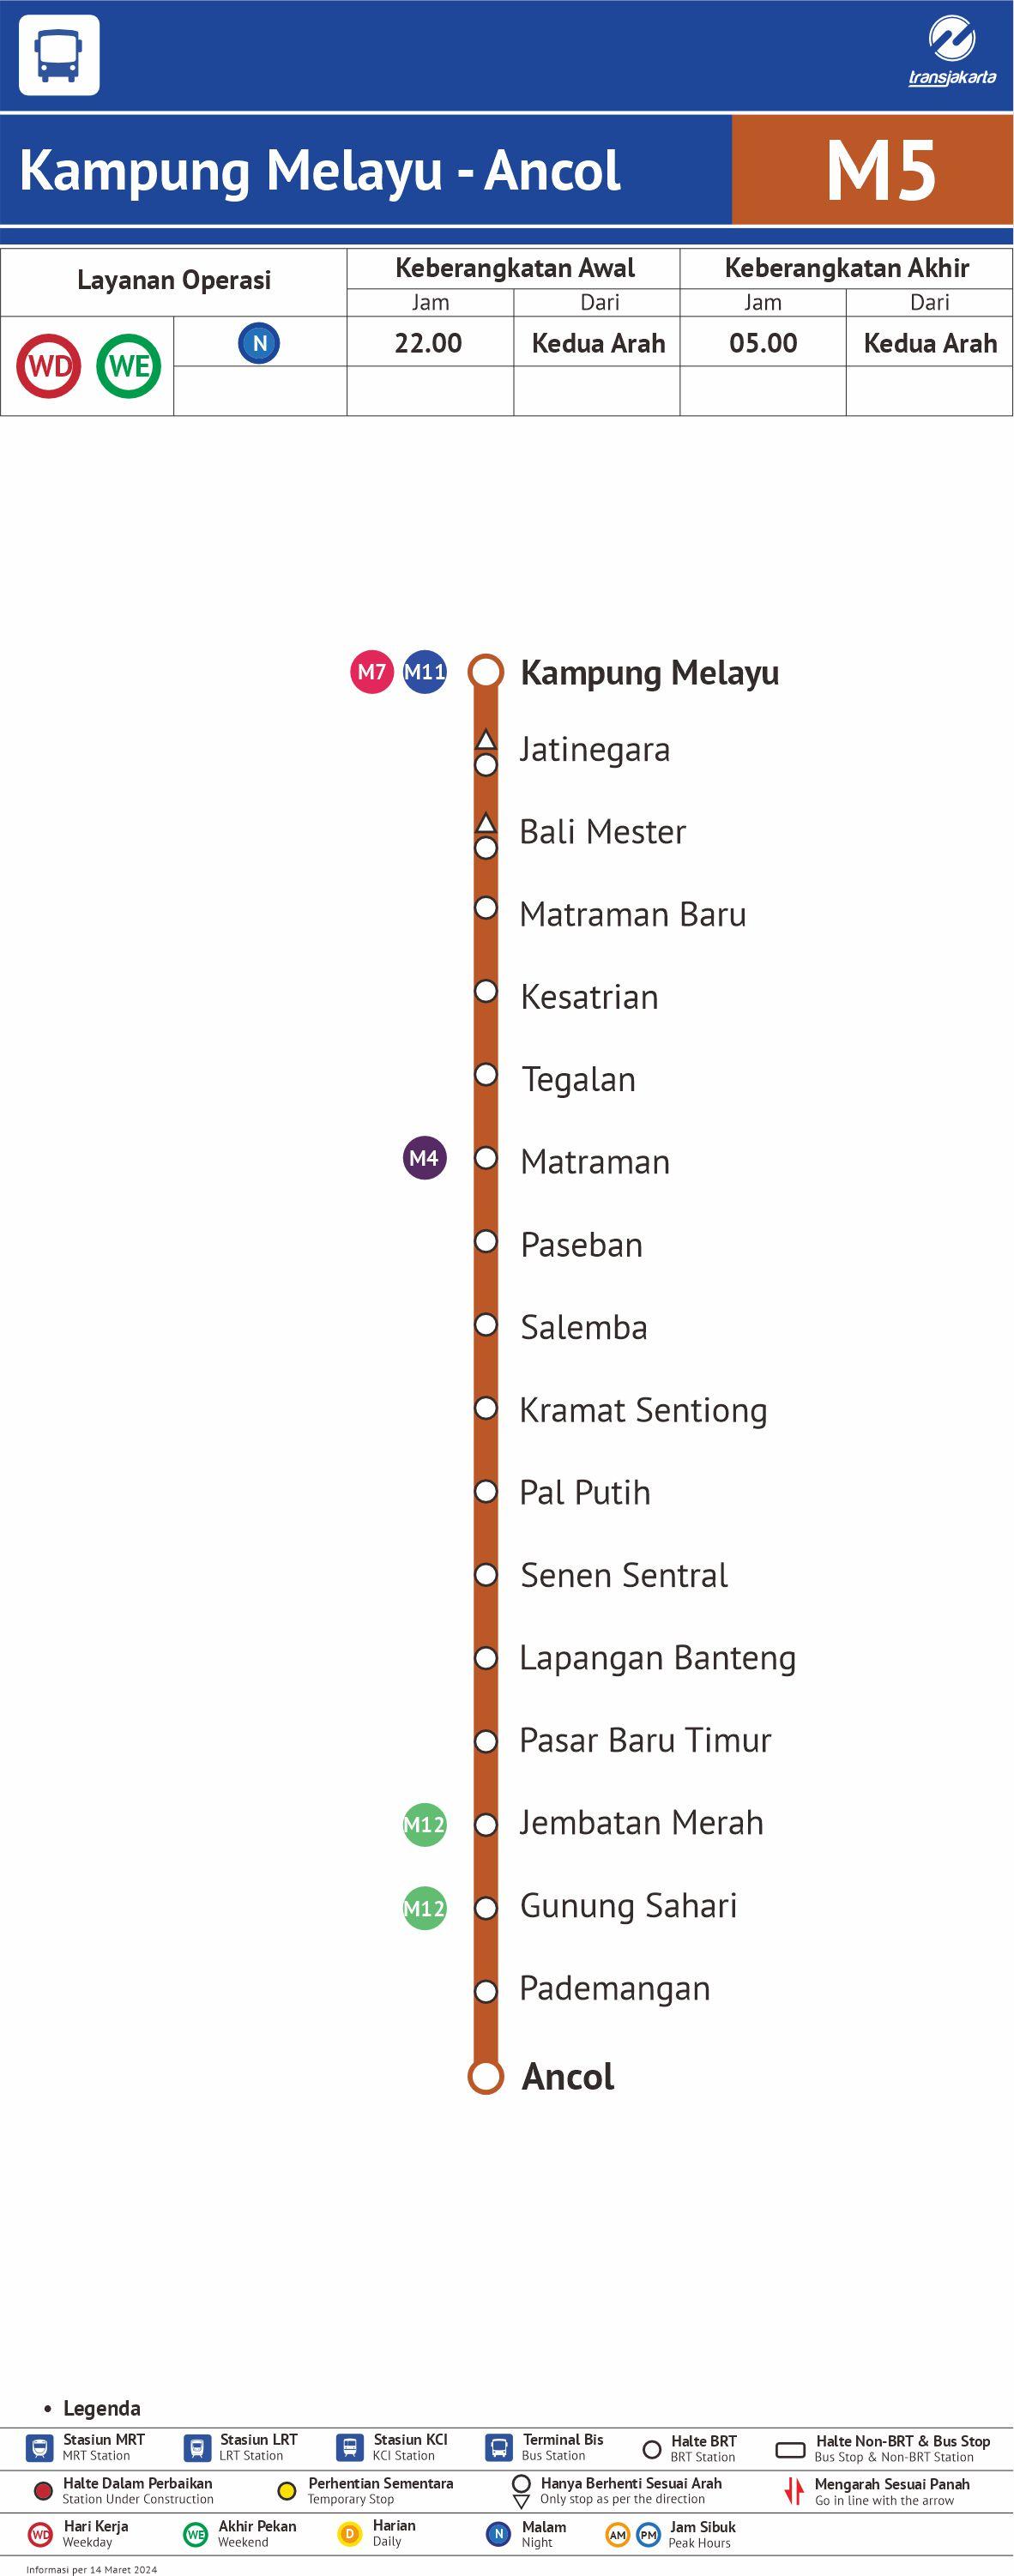 transjakarta
Kampung Melayu - Ancol
M5
Layanan Operasi
Keberangkatan Awal
Keberangkatan Akhir
Jam
Dari
Jam
Dari
WD
WE
N
22.00
Kedua Arah
05.00
Kedua Arah
M7
M11
Kampung Melayu
Jatinegara
Bali Mester
Matraman Baru
Kesatrian
Tegalan
M4
Matraman
Paseban
Salemba
Kramat Sentiong
Pal Putih
Senen Sentral
Lapangan Banteng
Pasar Baru Timur
M12
Jembatan Merah
M12
Gunung Sahari
Pademangan
Ancol
• Legenda
Stasiun MRT
MRT Station
Stasiun LRT
LRT Station
Stasiun KCI
KCI Station
Terminal Bis
Bus Station
Halte BRT
BRT Station
Halte Non-BRT & Bus Stop
Bus Stop & Non-BRT Station
Halte Dalam Perbaikan
Station Under Construction
Perhentian Sementara
Temporary Stop
Hanya Berhenti Sesuai Arah
Only stop as per the direction
Mengarah Sesuai Panah
Go in line with the arrow
WD
Hari Kerja
Weekday
WE
Akhir Pekan
Weekend
D
Harian
Daily
N
Malam
Night
AM
PM
Jam Sibuk
Peak Hours
Informasi per 14 Maret 2024